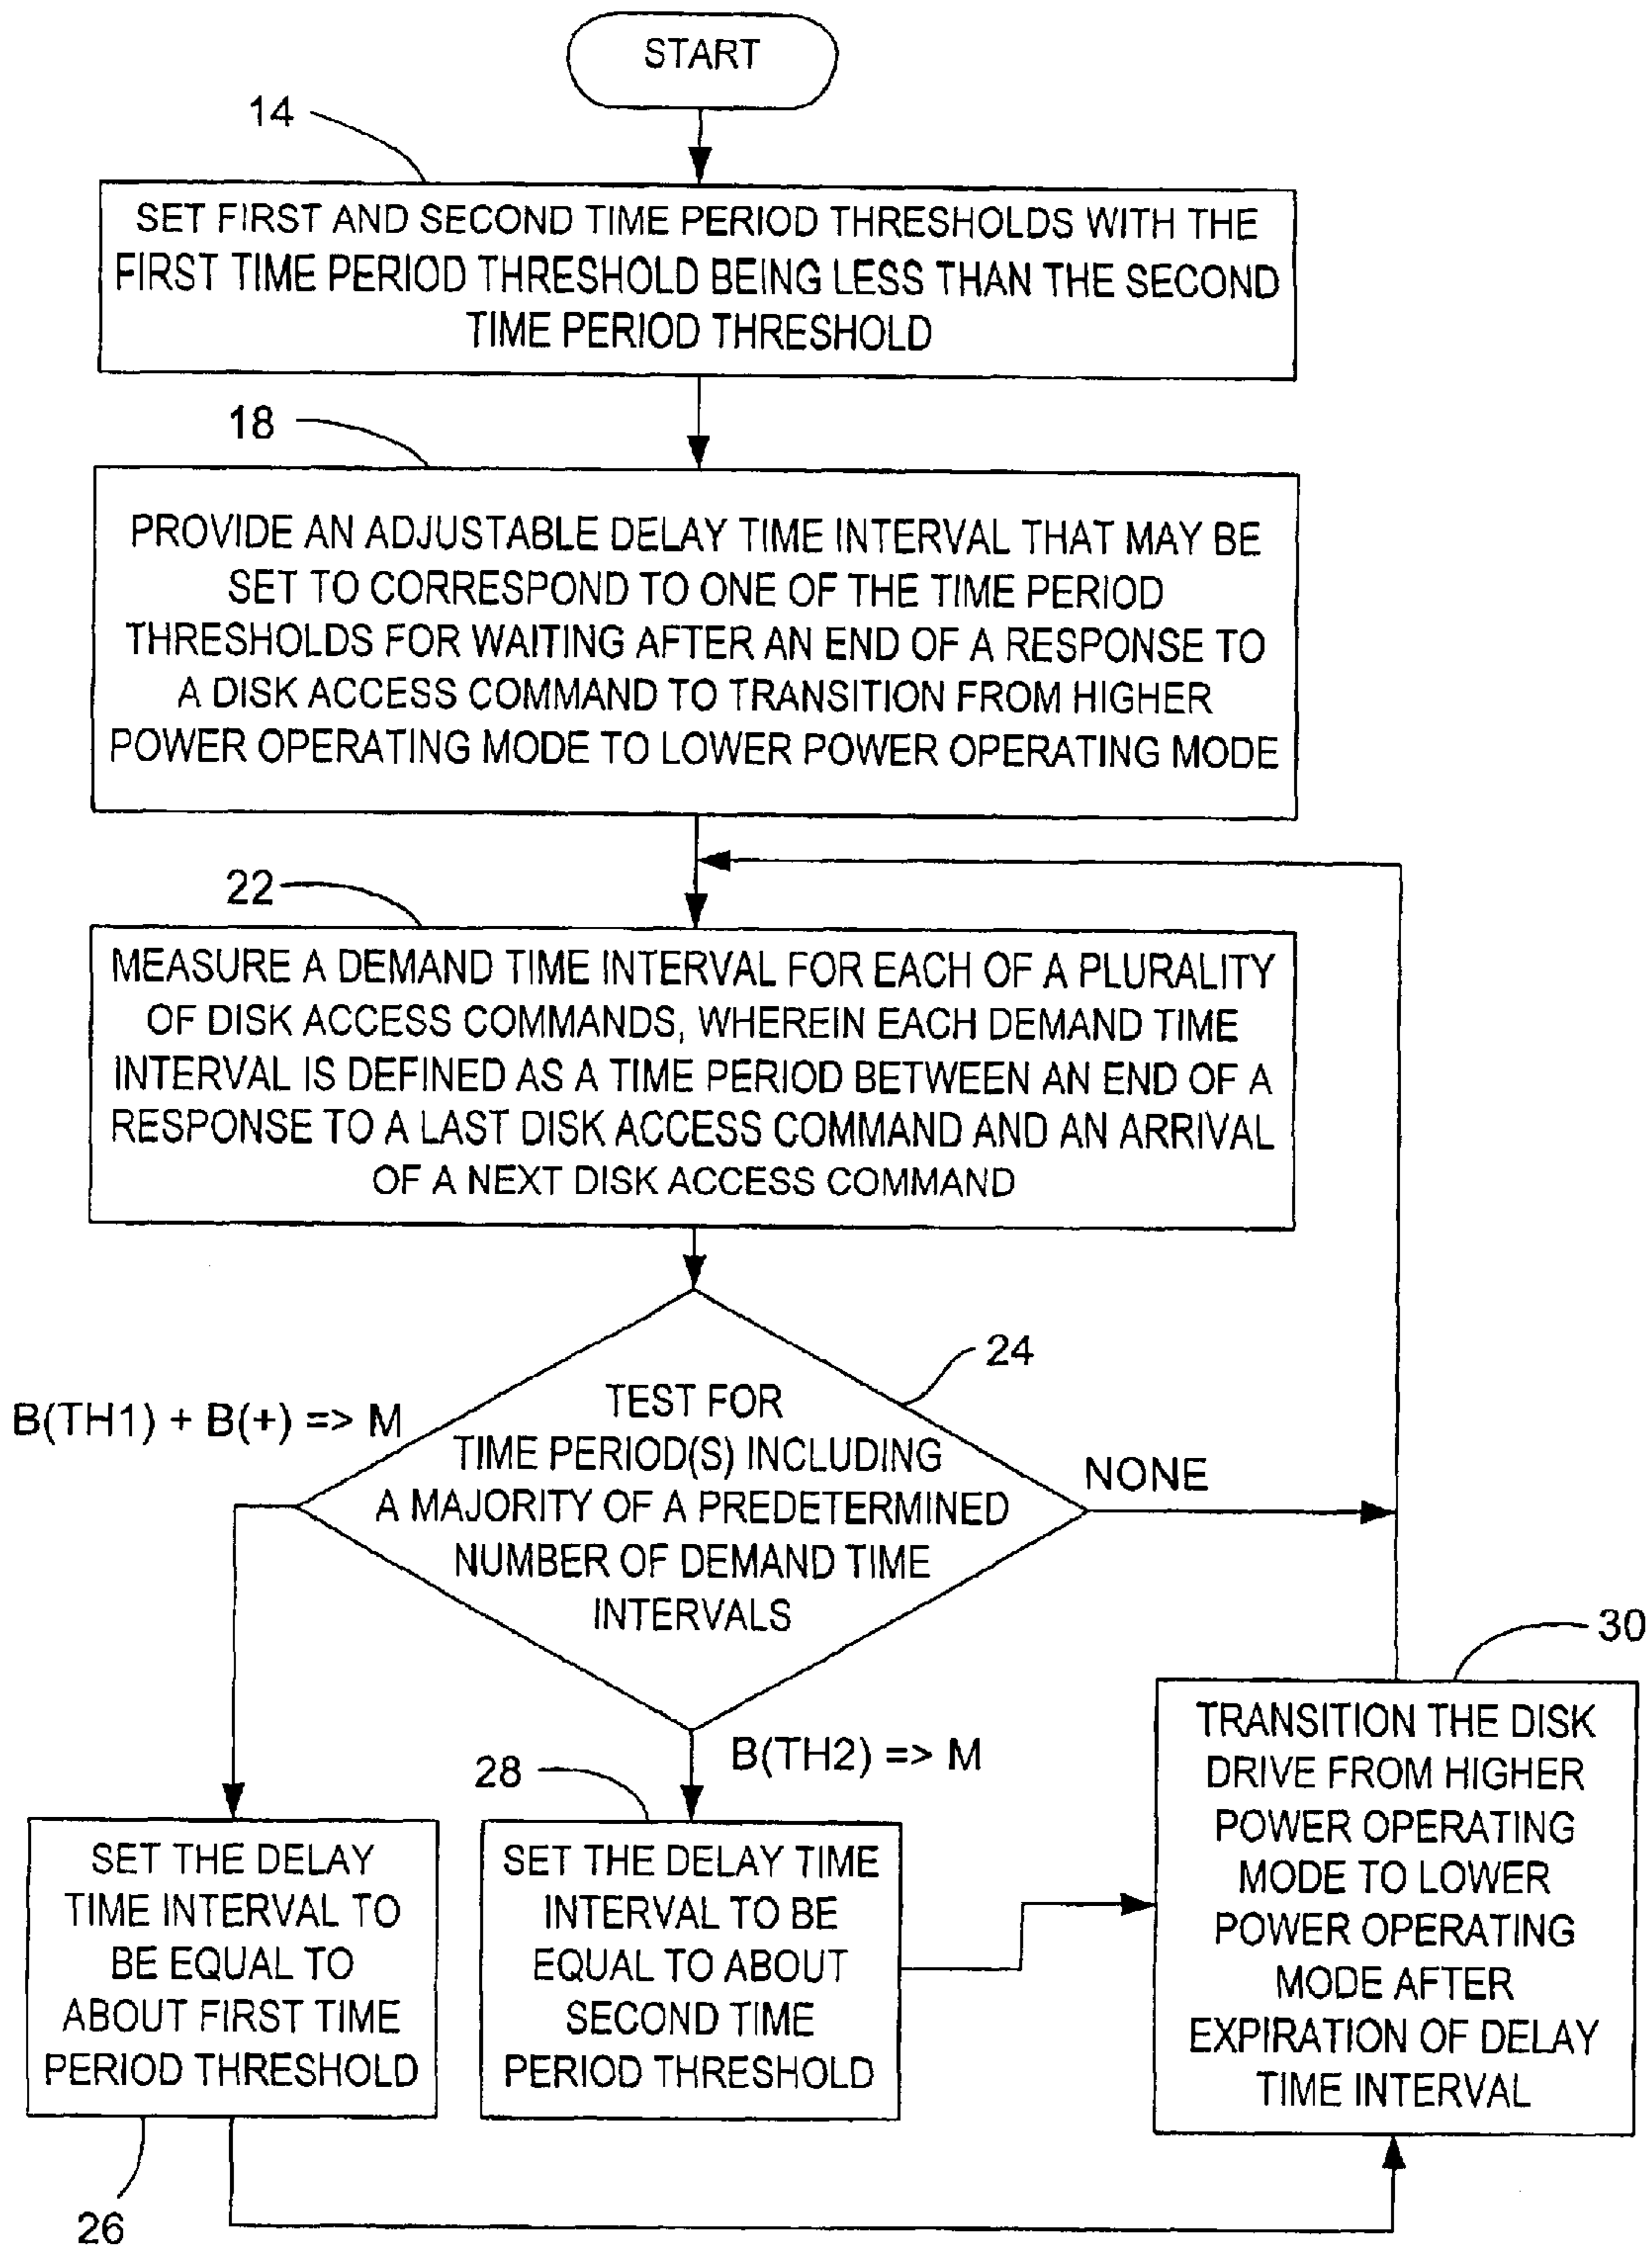 START
14
SET FIRST AND SECOND TIME PERIOD THRESHOLDS WITH THE
FIRST TIME PERIOD THRESHOLD BEING LESS THAN THE SECOND
TIME PERIOD THRESHOLD
18
PROVIDE AN ADJUSTABLE DELAY TIME INTERVAL THAT MAY BE
SET TO CORRESPOND TO ONE OF THE TIME PERIOD
THRESHOLDS FOR WAITING AFTER AN END OF A RESPONSE TO
A DISK ACCESS COMMAND TO TRANSITION FROM HIGHER
POWER OPERATING MODE TO LOWER POWER OPERATING MODE
22
MEASURE A DEMAND TIME INTERVAL FOR EACH OF A PLURALITY
OF DISK ACCESS COMMANDS, WHEREIN EACH DEMAND TIME
INTERVAL IS DEFINED AS A TIME PERIOD BETWEEN AN END OF A
RESPONSE TO A LAST DISK ACCESS COMMAND AND AN ARRIVAL
OF A NEXT DISK ACCESS COMMAND
24
B(TH1) + B(+) => M
TEST FOR
TIME PERIOD(S) INCLUDING
A MAJORITY OF A PREDETERMINED
NUMBER OF DEMAND TIME
INTERVALS
NONE
B(TH2) => M
26
SET THE DELAY
TIME INTERVAL TO
BE EQUAL TO
ABOUT FIRST TIME
PERIOD THRESHOLD
28
SET THE DELAY TIME
INTERVAL TO BE
EQUAL TO ABOUT
SECOND TIME
PERIOD THRESHOLD
30
TRANSITION THE DISK
DRIVE FROM HIGHER
POWER OPERATING
MODE TO LOWER
POWER OPERATING
MODE AFTER
EXPIRATION OF DELAY
TIME INTERVAL